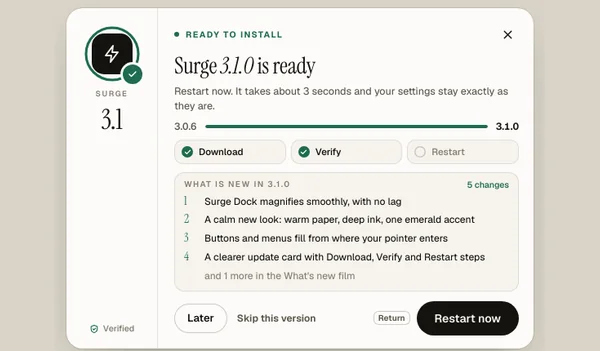 SURGE
3.1
Verified
READY TO INSTALL
Surge 3.1.0 is ready
Restart now. It takes about 3 seconds and your settings stay exactly as
they are.
3.0.6 3.1.0
Download Verify Restart
WHAT IS NEW IN 3.1.0 5 changes
1 Surge Dock magnifies smoothly, with no lag
2 A calm new look: warm paper, deep ink, one emerald accent
3 Buttons and menus fill from where your pointer enters
4 A clearer update card with Download, Verify and Restart steps
and 1 more in the What's new film
Later Skip this version Return Restart now